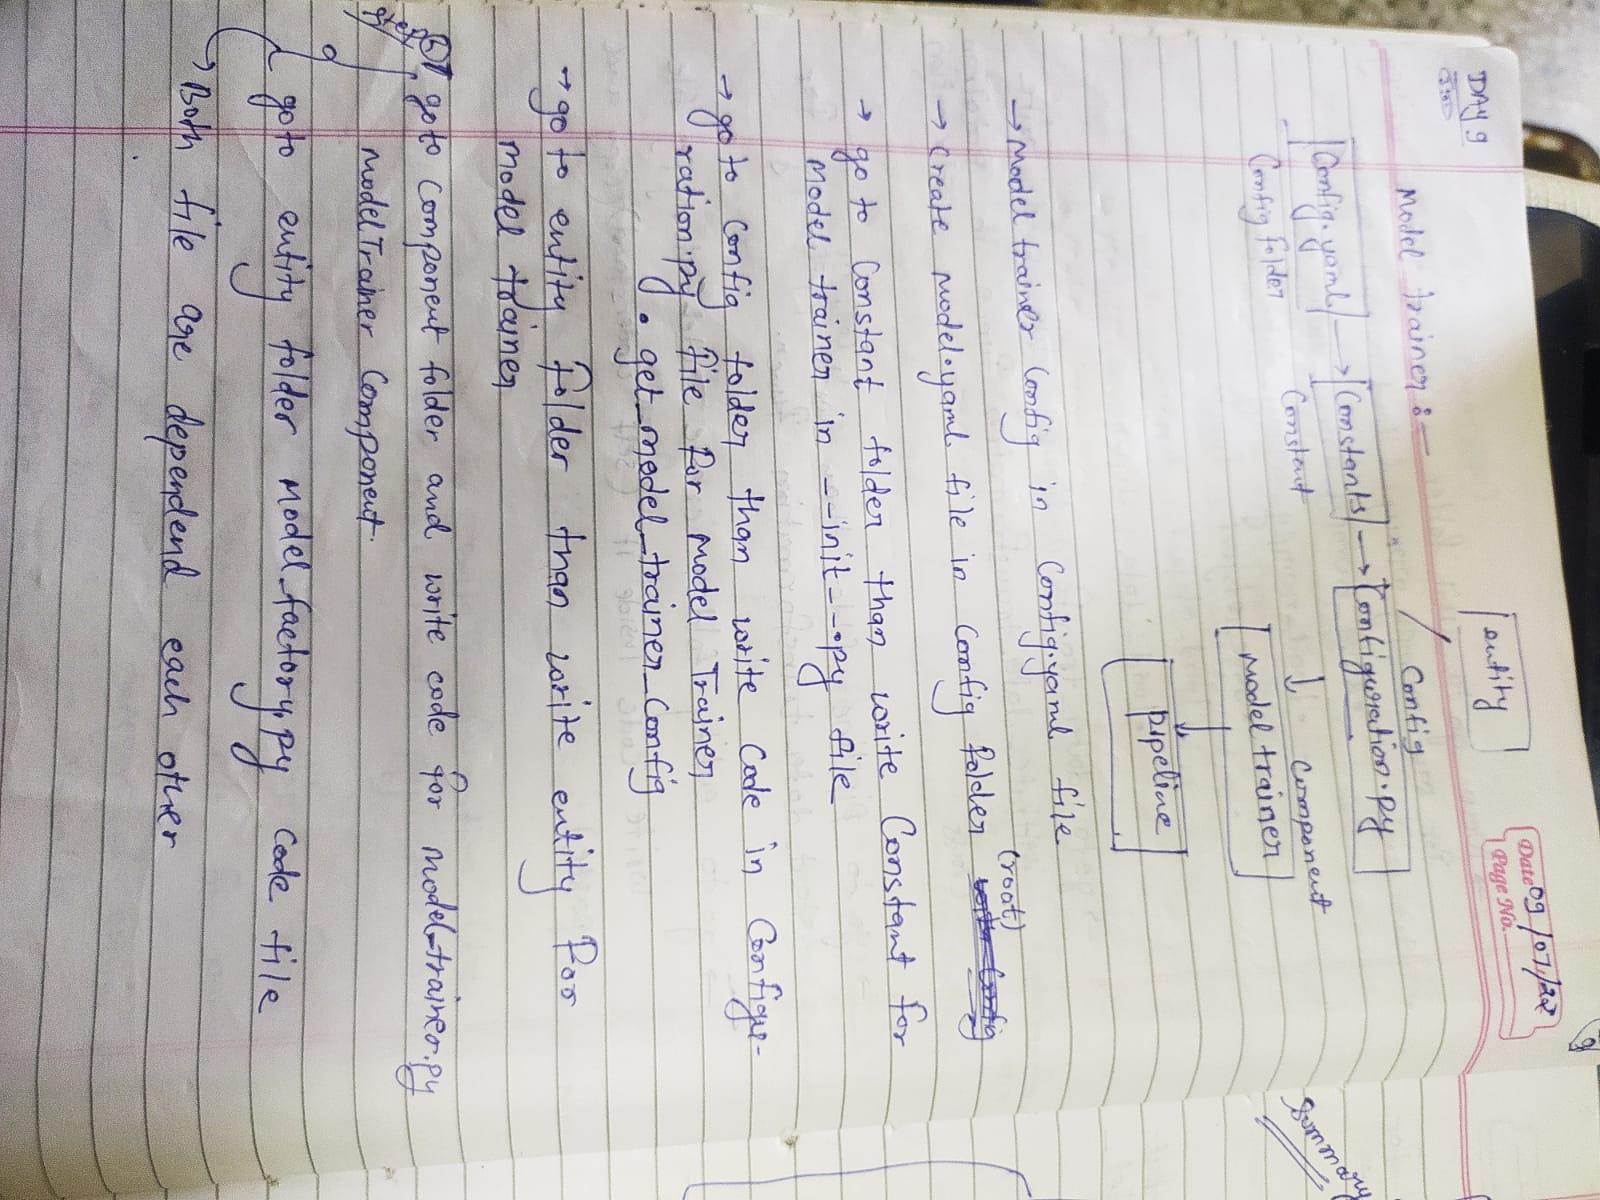 DAY 9
Date 09/07/22
Page No.
entity
Model trainer :-
Config
Config.yaml → Constants → Configuration.py
Config folder
Constant
Component
Model trainer
pipeline
Summary
→ Model trainer Config in Config.yaml file
(root)
→ Create model.yaml file in Config folder
→ go to Constant folder than write Constant for
Model trainer in --init--.py file
→ go to Config folder than write Code in Configu-
ration.py file for Model Trainer
• get_model_trainer_Config
→ go to entity folder than write entity for
model trainer
Step go to component folder and write code for model_trainer.py
Model Trainer Component.
go to entity folder model_factory.py Code file
→ Both file are dependend each other